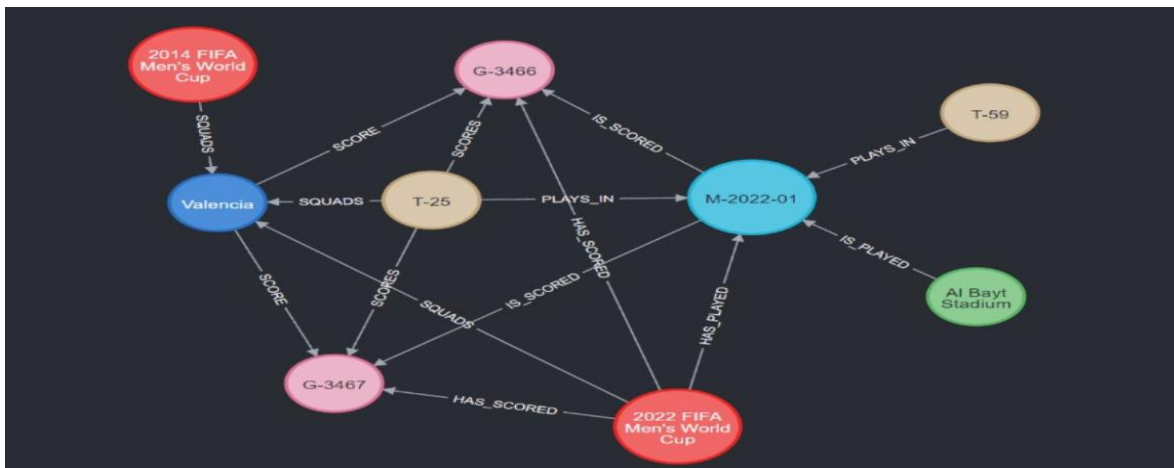 2014 FIFA
Men's World
Cup
G-3466
T-59
SQUADS
SCORE
SCORES
IS_SCORED
PLAYS_IN
Valencia
SQUADS
T-25
PLAYS_IN
M-2022-01
HAS_SCORED
IS_PLAYED
SCORE
SCORES
SQUADS
IS_SCORED
HAS_PLAYED
Al Bayt
Stadium
G-3467
HAS_SCORED
2022 FIFA
Men's World
Cup